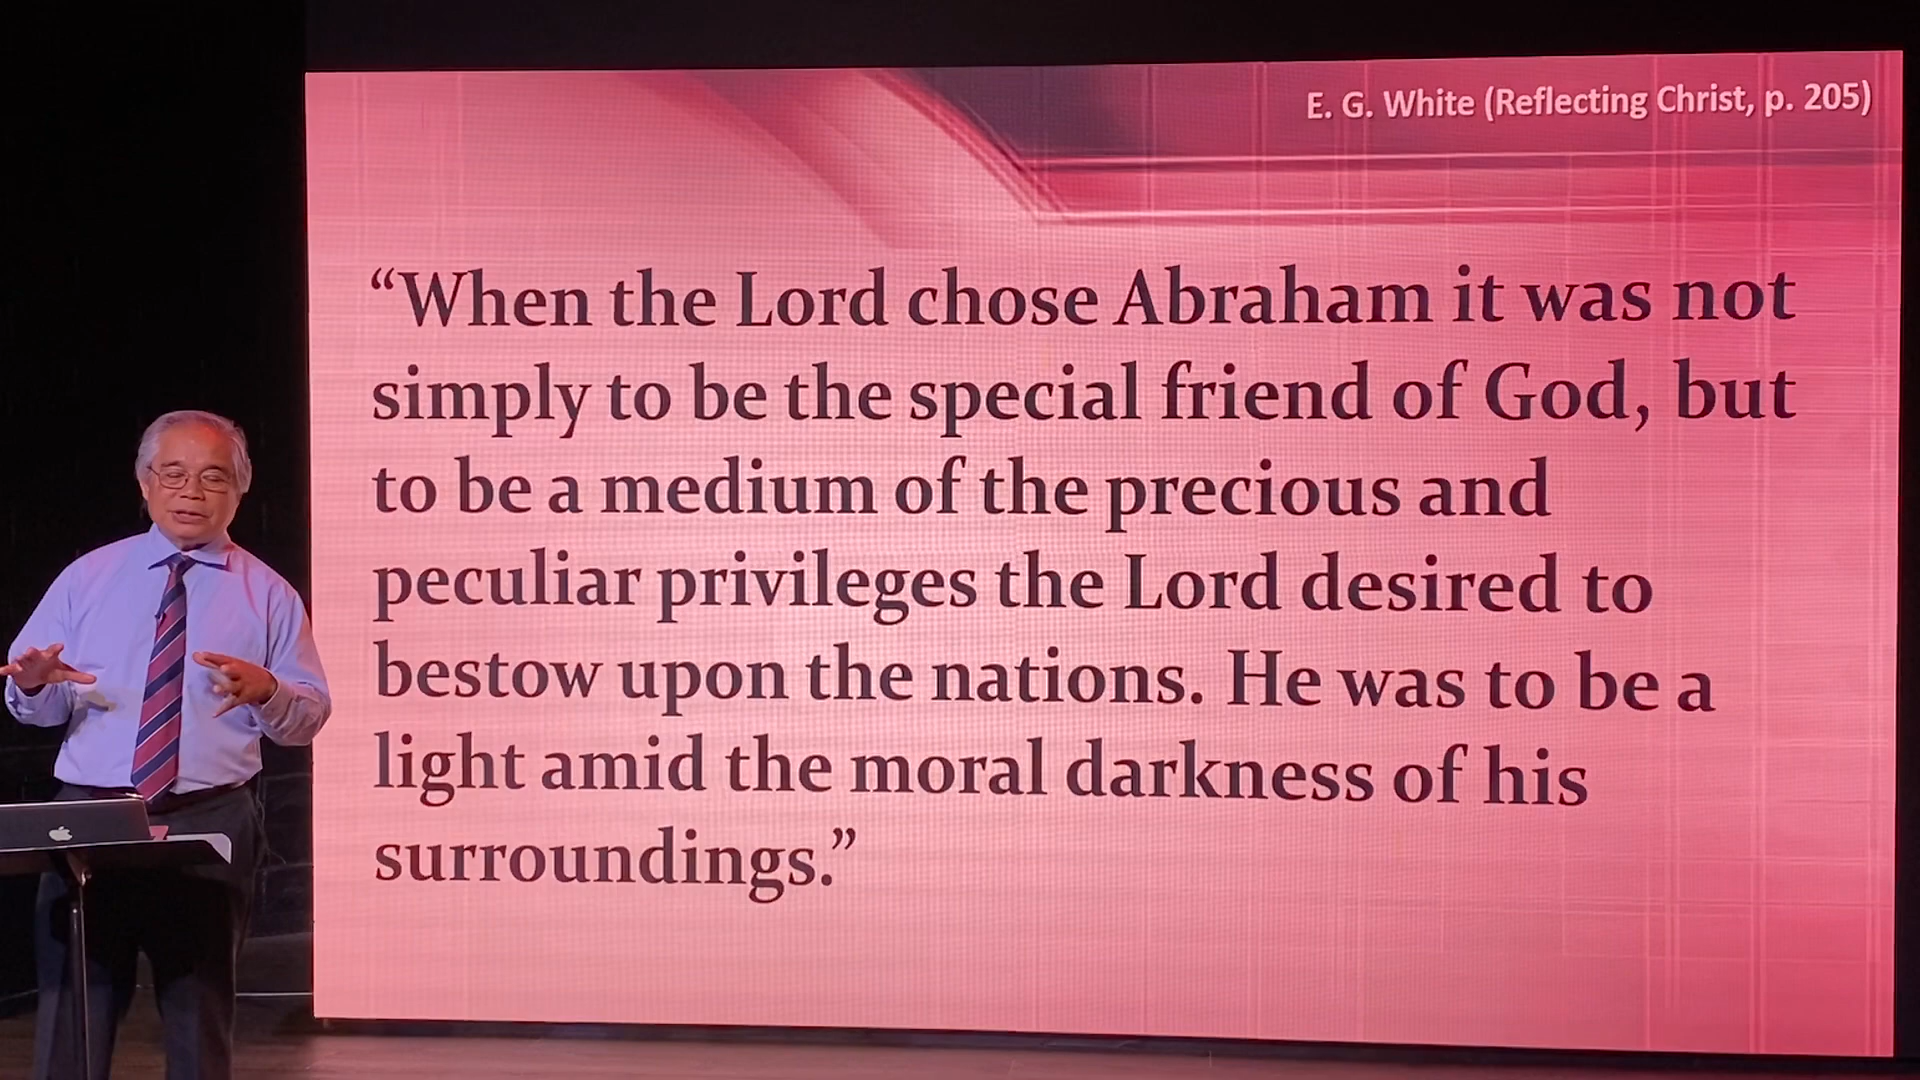 E. G. White (Reflecting Christ, p. 205)
“When the Lord chose Abraham it was not
simply to be the special friend of God, but
to be a medium of the precious and
peculiar privileges the Lord desired to
bestow upon the nations. He was to be a
light amid the moral darkness of his
surroundings.”